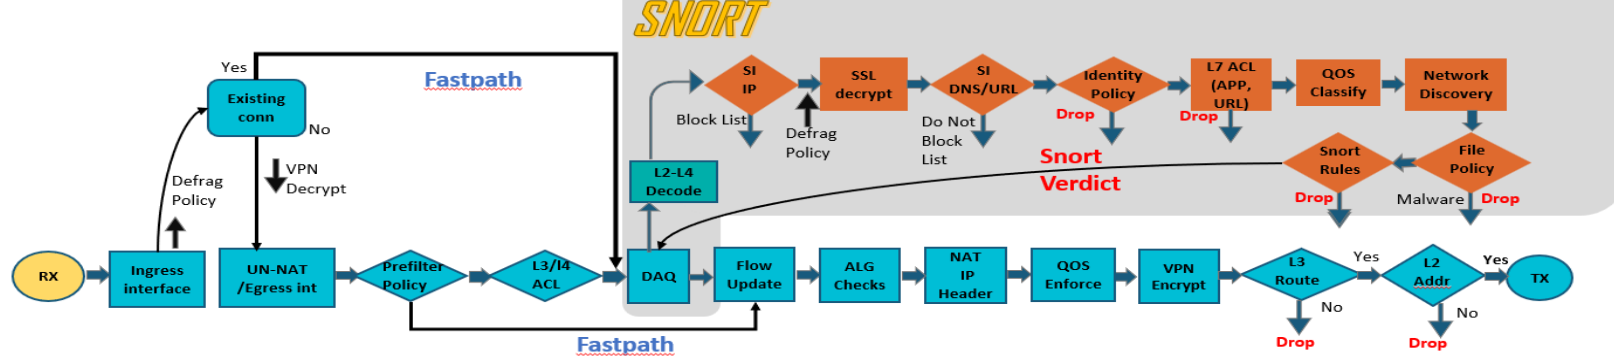 SNORT
Yes
Fastpath
Existing
conn
No
VPN
Decrypt
Defrag
Policy
RX
Ingress
interface
UN-NAT
/Egress int
Prefilter
Policy
L3/l4
ACL
Fastpath
DAQ
L2-L4
Decode
SI
IP
Block List
SSL
decrypt
Defrag
Policy
SI
DNS/URL
Do Not
Block
List
Identity
Policy
Drop
L7 ACL
(APP,
URL)
Drop
QOS
Classify
Network
Discovery
File
Policy
Malware
Drop
Snort
Rules
Drop
Snort
Verdict
Flow
Update
ALG
Checks
NAT
IP
Header
QOS
Enforce
VPN
Encrypt
L3
Route
Yes
No
Drop
L2
Addr
Yes
No
Drop
TX